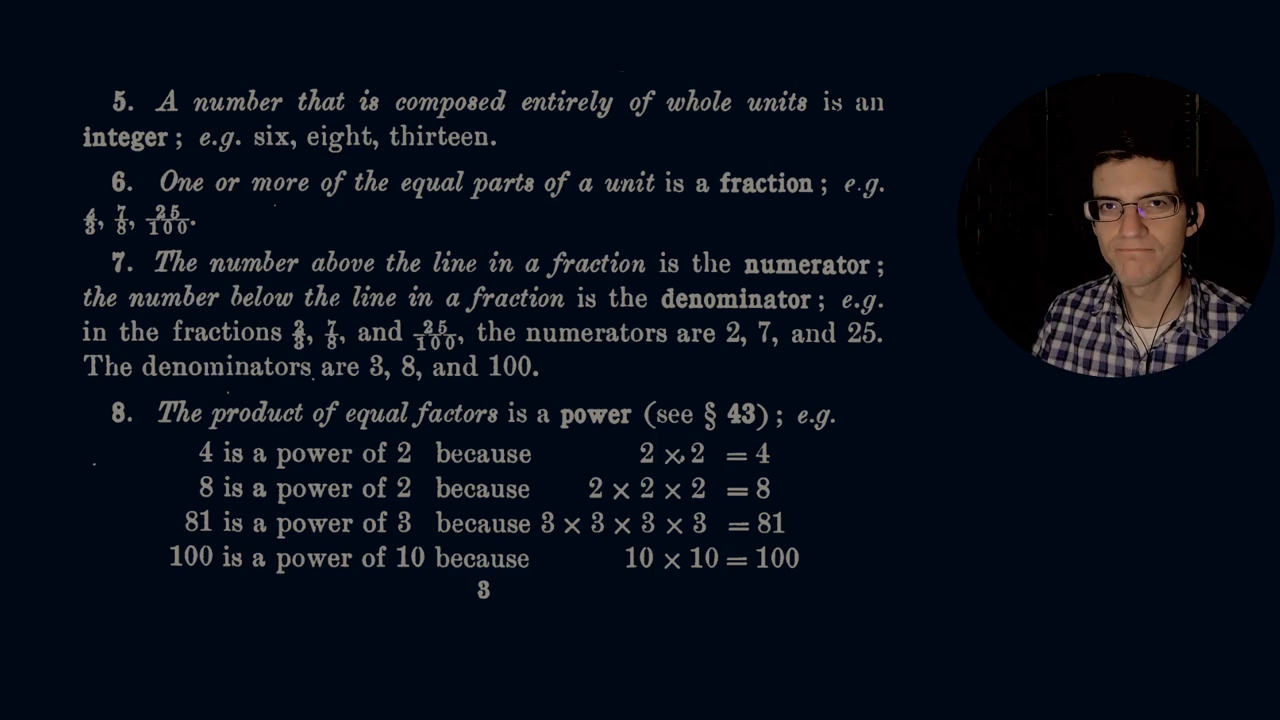 5. A number that is composed entirely of whole units is an
integer; e.g. six, eight, thirteen.
6. One or more of the equal parts of a unit is a fraction; e.g.
7/8, 25/100.
7. The number above the line in a fraction is the numerator;
the number below the line in a fraction is the denominator; e.g.
in the fractions 2/3, 7/8, and 25/100, the numerators are 2, 7, and 25.
The denominators are 3, 8, and 100.
8. The product of equal factors is a power (see § 43); e.g.
4 is a power of 2 because 2 × 2 = 4
8 is a power of 2 because 2 × 2 × 2 = 8
81 is a power of 3 because 3 × 3 × 3 × 3 = 81
100 is a power of 10 because 10 × 10 = 100
3